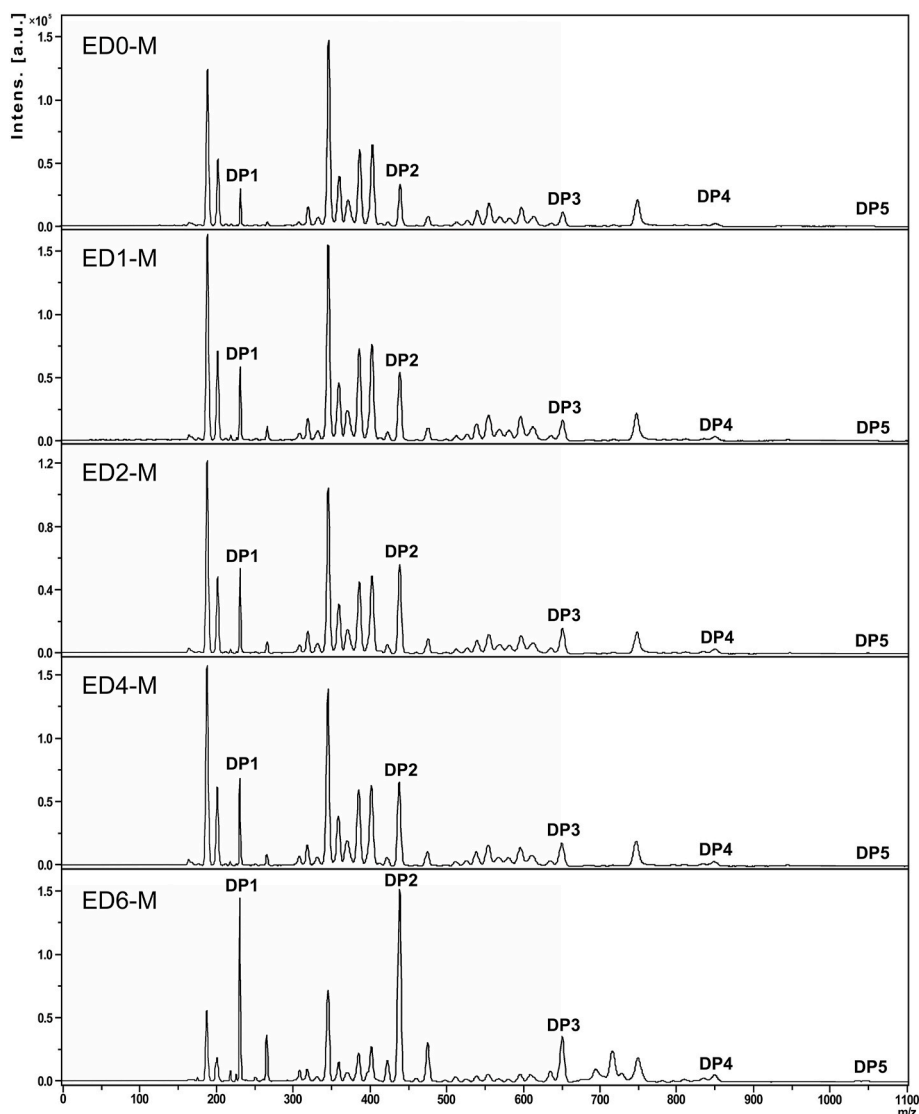 ×10⁵
Intens. [a.u.]
ED0-M
1.5
1.0
0.5
0.0
DP1
DP2
DP3
DP4
DP5
ED1-M
1.5
1.0
0.5
0.0
DP1
DP2
DP3
DP4
DP5
ED2-M
1.2
0.8
0.4
0.0
DP1
DP2
DP3
DP4
DP5
ED4-M
1.5
1.0
0.5
0.0
DP1
DP2
DP3
DP4
DP5
ED6-M
1.5
1.0
0.5
0.0
DP1
DP2
DP3
DP4
DP5
0 100 200 300 400 500 600 700 800 900 1000 1100
m/z